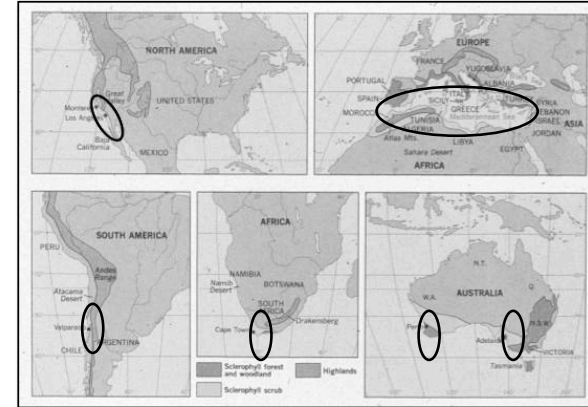 NORTH AMERICA
Great
Valley
Monterey
Los Angeles
UNITED STATES
Baja
California
MEXICO
EUROPE
FRANCE
YUGOSLAVIA
PORTUGAL
ITALY
ALBANIA
SPAIN
SICILY
GREECE
SYRIA
MOROCCO
Mediterranean Sea
LEBANON
TUNISIA
ISRAEL
ASIA
ALGERIA
JORDAN
Atlas Mts.
LIBYA
EGYPT
Sahara Desert
AFRICA
SOUTH AMERICA
PERU
Andes
Range
Atacama
Desert
Valparaiso
ARGENTINA
CHILE
AFRICA
NAMIBIA
BOTSWANA
Namib
Desert
SOUTH
AFRICA
Drakensberg
Cape Town
N.T.
Q
W.A.
AUSTRALIA
N.S.W.
Perth
Adelaide
VICTORIA
Tasmania
Sclerophyll forest
and woodland
Highlands
Sclerophyll scrub